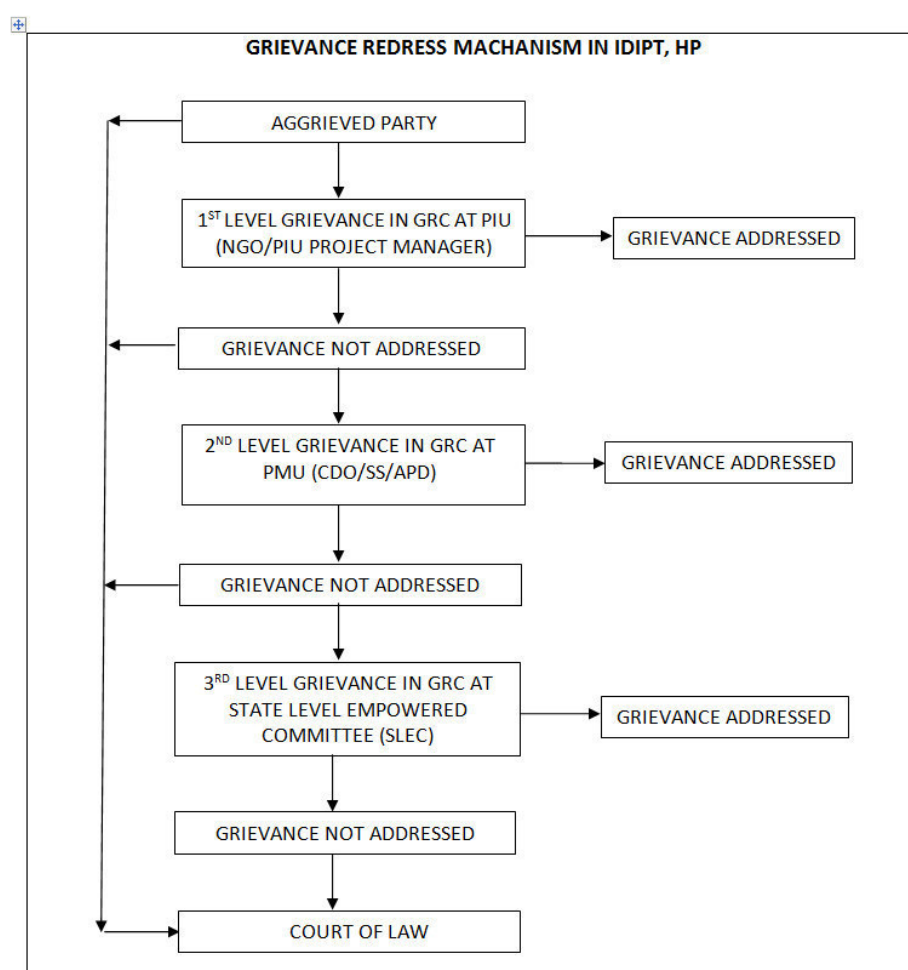 GRIEVANCE REDRESS MACHANISM IN IDIPT, HP
AGGRIEVED PARTY
1ST LEVEL GRIEVANCE IN GRC AT PIU
(NGO/PIU PROJECT MANAGER)
GRIEVANCE ADDRESSED
GRIEVANCE NOT ADDRESSED
2ND LEVEL GRIEVANCE IN GRC AT
PMU (CDO/SS/APD)
GRIEVANCE ADDRESSED
GRIEVANCE NOT ADDRESSED
3RD LEVEL GRIEVANCE IN GRC AT
STATE LEVEL EMPOWERED
COMMITTEE (SLEC)
GRIEVANCE ADDRESSED
GRIEVANCE NOT ADDRESSED
COURT OF LAW